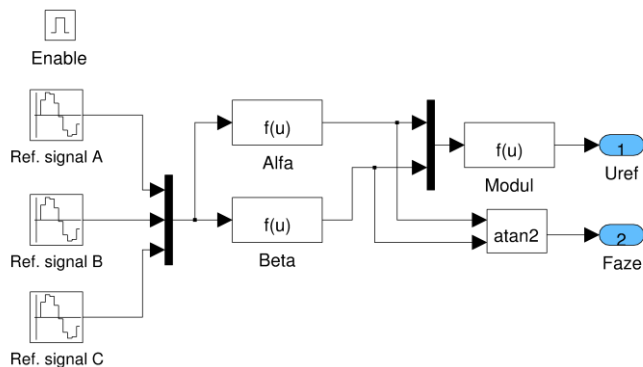 Enable
Ref. signal A
f(u)
Alfa
f(u)
Modul
1
Uref
Ref. signal B
f(u)
Beta
atan2
2
Faze
Ref. signal C